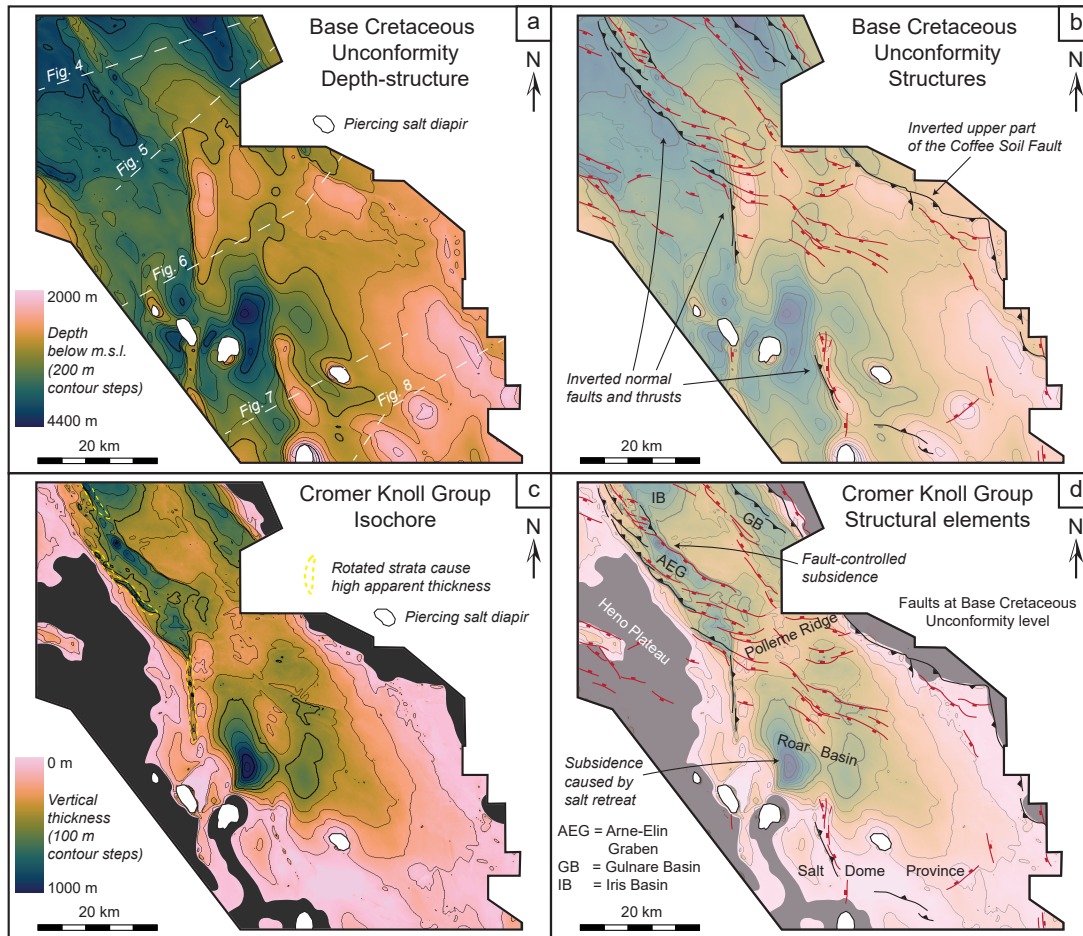 a
Base Cretaceous
Unconformity
Depth-structure
N
Piercing salt diapir
Fig. 4
Fig. 5
Fig. 6
Fig. 7
Fig. 8
2000 m
Depth
below m.s.l.
(200 m
contour steps)
4400 m
20 km
b
Base Cretaceous
Unconformity
Structures
N
Inverted upper part
of the Coffee Soil Fault
Inverted normal
faults and thrusts
20 km
c
Cromer Knoll Group
Isochore
N
Rotated strata cause
high apparent thickness
Piercing salt diapir
0 m
Vertical
thickness
(100 m
contour steps)
1000 m
20 km
d
Cromer Knoll Group
Structural elements
N
IB
GB
AEG
Fault-controlled
subsidence
Heno Plateau
Pollerne Ridge
Faults at Base Cretaceous
Unconformity level
Roar Basin
Subsidence
caused by
salt retreat
AEG = Arne-Elin
Graben
GB = Gulnare Basin
IB = Iris Basin
Salt Dome Province
20 km